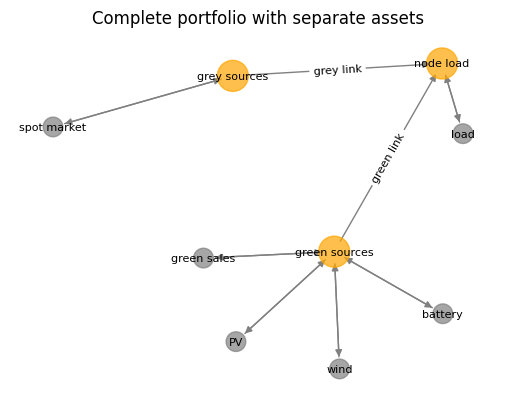 Complete portfolio with separate assets
node load
grey link
grey sources
spot market
load
green link
green sources
green sales
battery
PV
wind